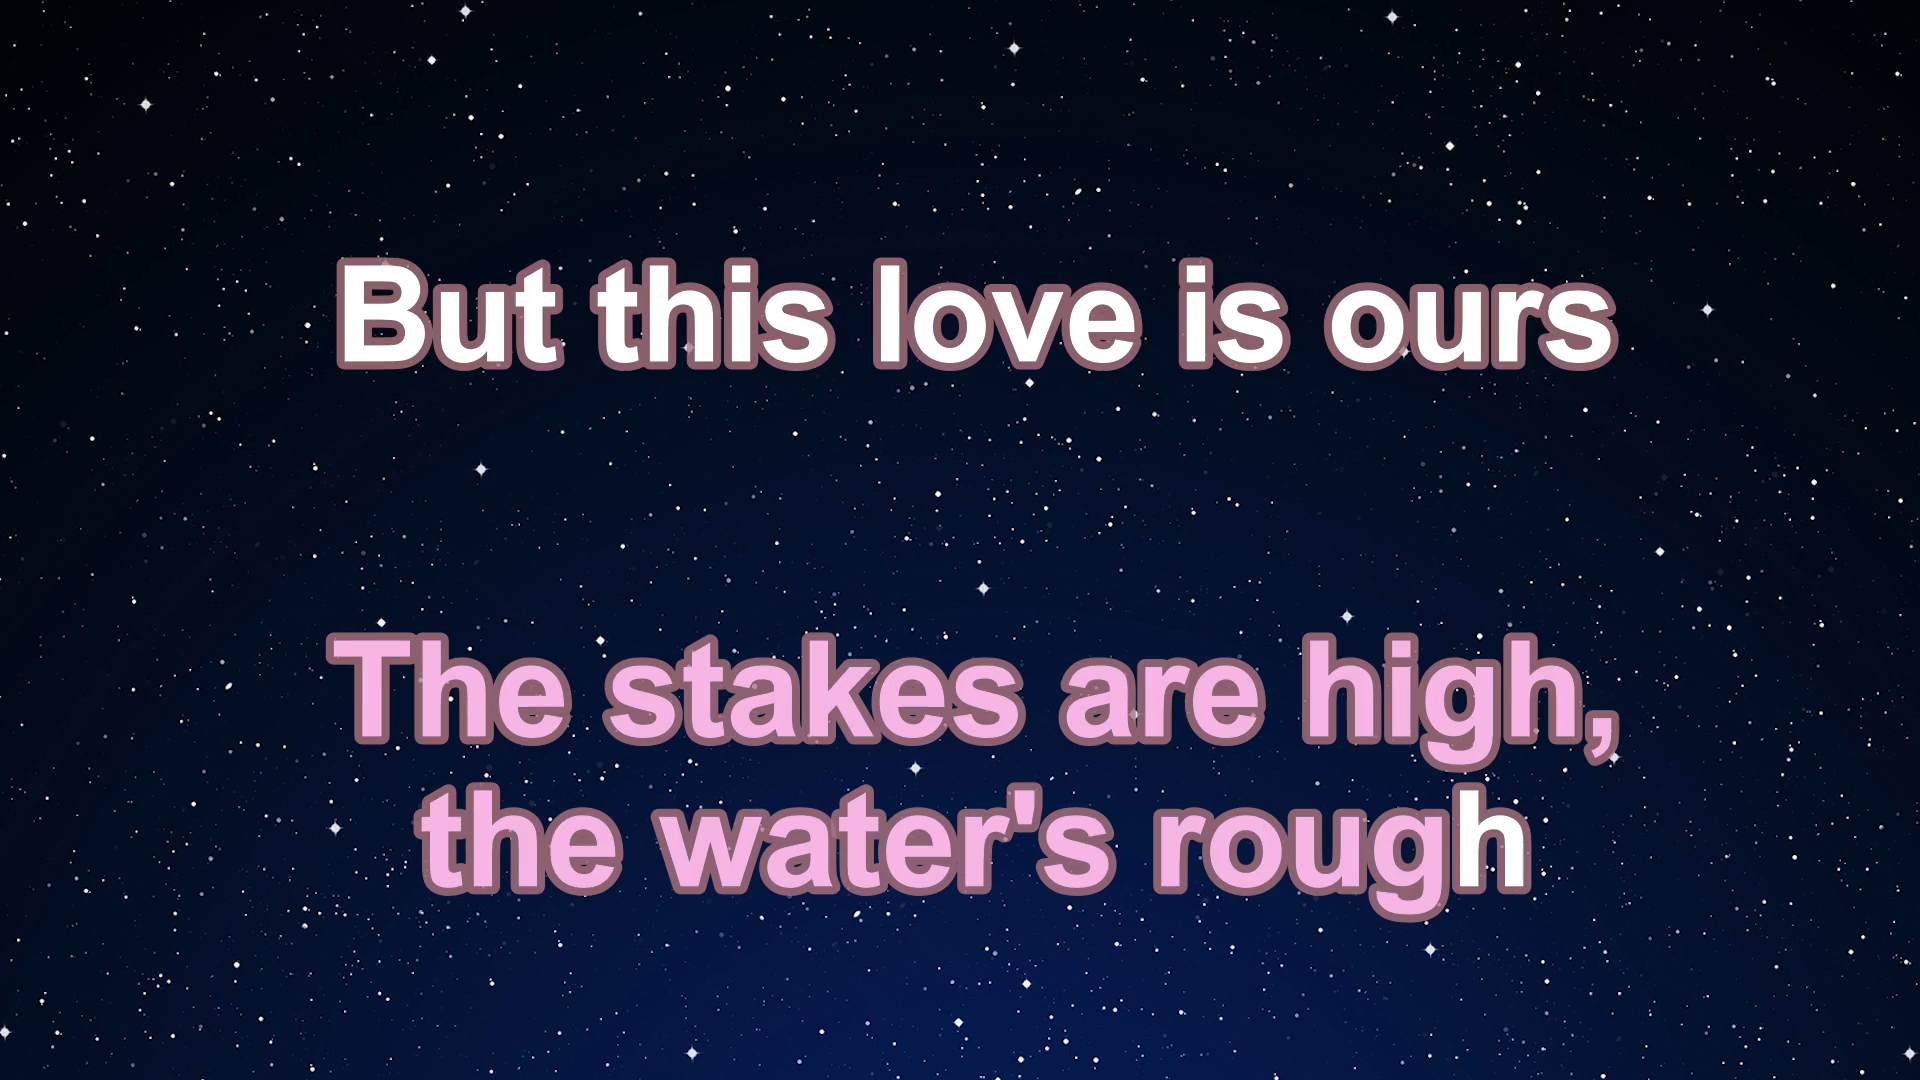 But this love is ours
The stakes are high,
the water's rough